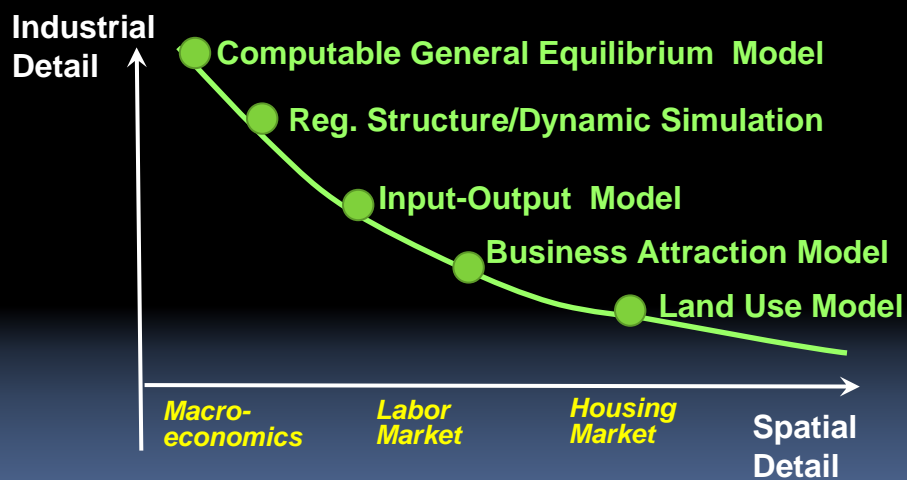 Industrial
Detail
Computable General Equilibrium Model
Reg. Structure/Dynamic Simulation
Input-Output Model
Business Attraction Model
Land Use Model
Macro-
economics
Labor
Market
Housing
Market
Spatial
Detail